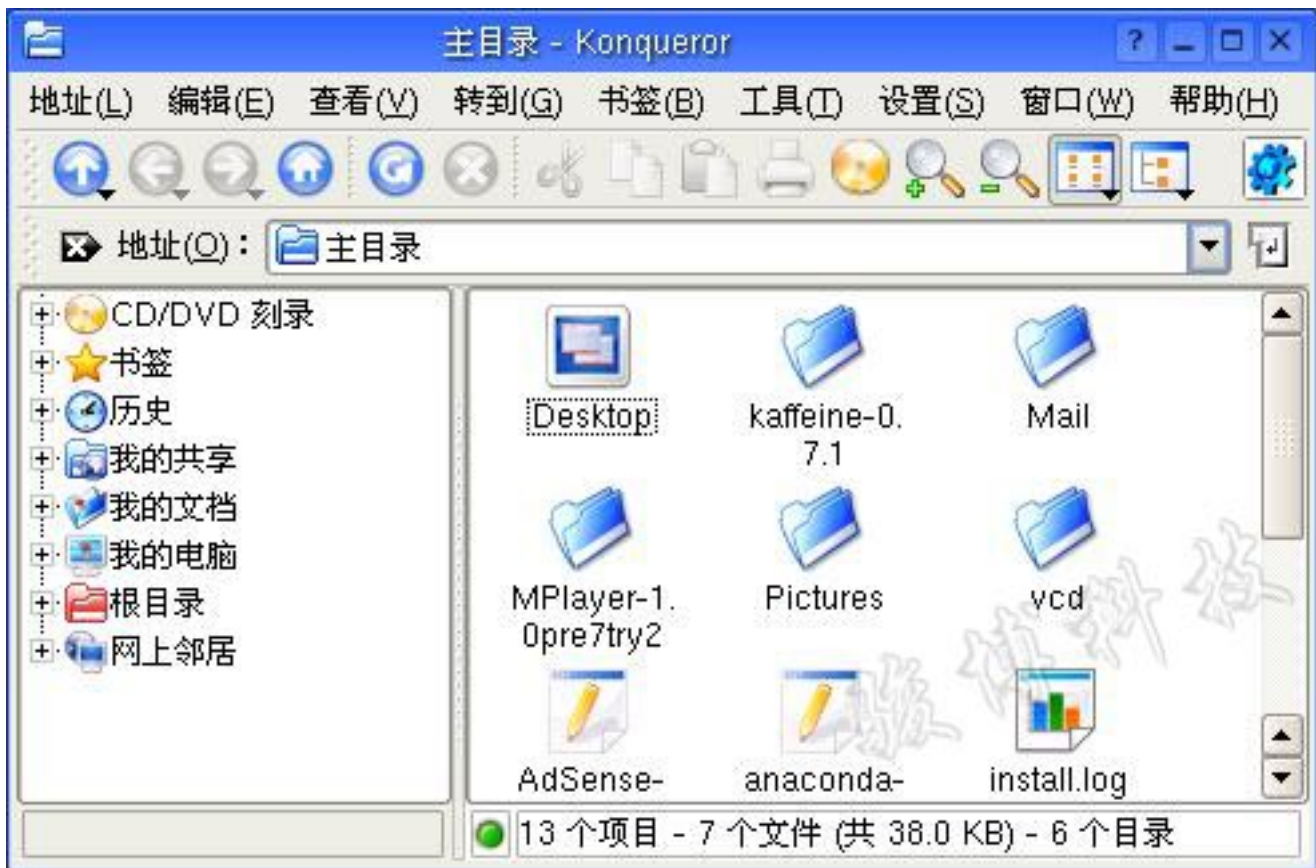 主目录 - Konqueror
地址(L) 编辑(E) 查看(V) 转到(G) 书签(B) 工具(T) 设置(S) 窗口(W) 帮助(H)
地址(O)：主目录
CD/DVD 刻录
书签
历史
我的共享
我的文档
我的电脑
根目录
网上邻居
Desktop
kaffeine-0.
7.1
Mail
MPlayer-1.
0pre7try2
Pictures
vcd
AdSense-
anaconda-
install.log
骏博科技
13 个项目 - 7 个文件 (共 38.0 KB) - 6 个目录